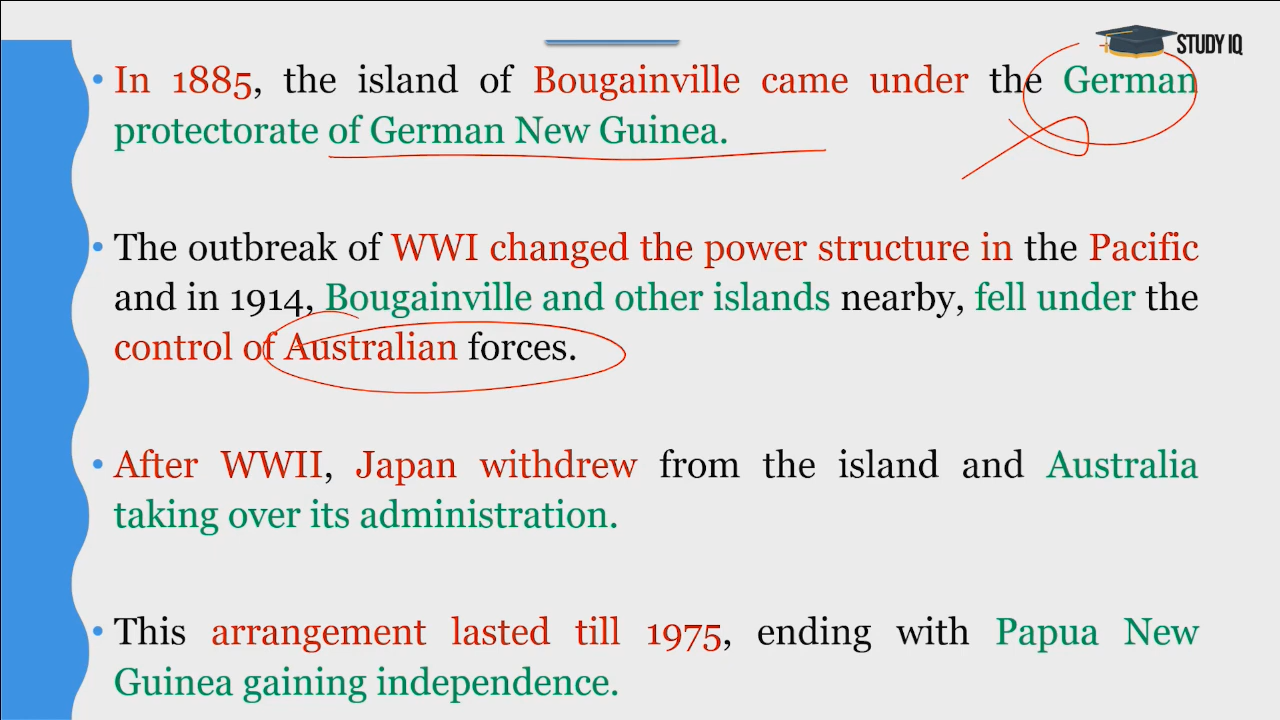 STUDY IQ
• In 1885, the island of Bougainville came under the German
protectorate of German New Guinea.
• The outbreak of WWI changed the power structure in the Pacific
and in 1914, Bougainville and other islands nearby, fell under the
control of Australian forces.
• After WWII, Japan withdrew from the island and Australia
taking over its administration.
• This arrangement lasted till 1975, ending with Papua New
Guinea gaining independence.